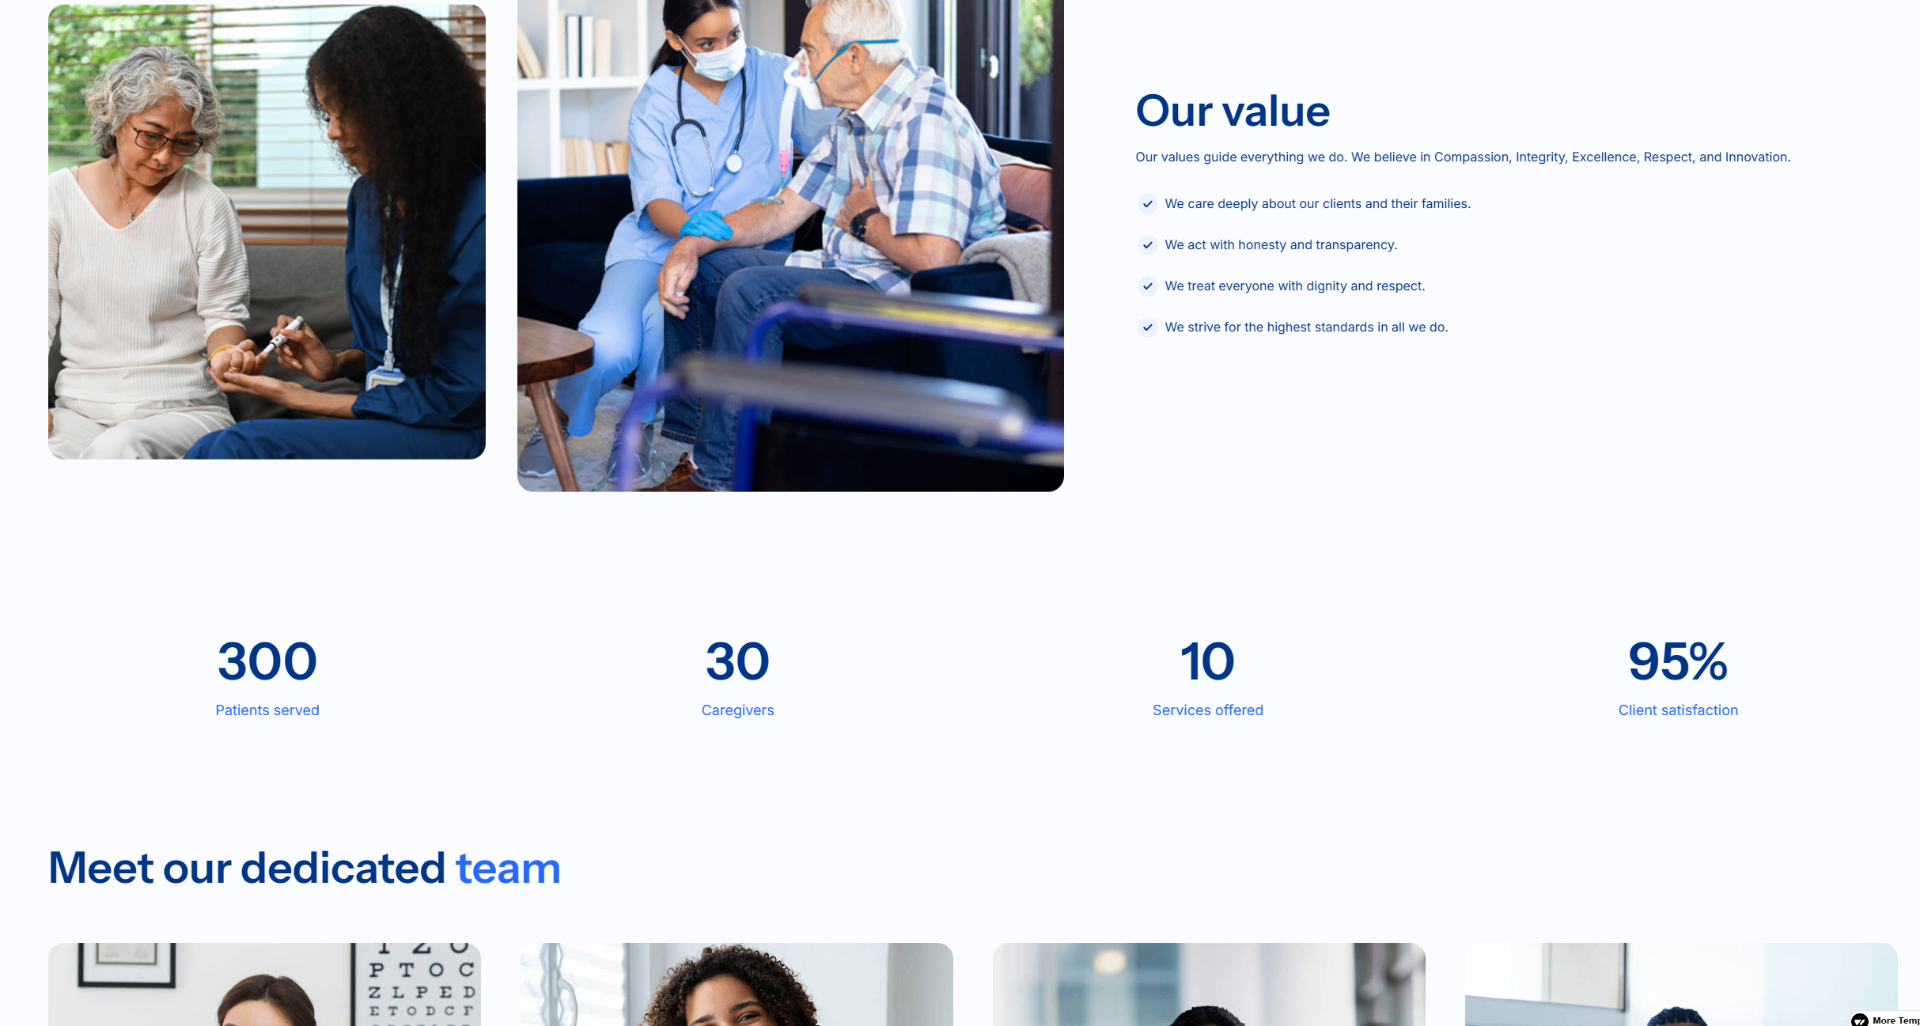 Our value
Our values guide everything we do. We believe in Compassion, Integrity, Excellence, Respect, and Innovation.
We care deeply about our clients and their families.
We act with honesty and transparency.
We treat everyone with dignity and respect.
We strive for the highest standards in all we do.
300
30
10
95%
Patients served
Caregivers
Services offered
Client satisfaction
Meet our dedicated team
T Z O
P T O C
Z L P E D
E T O D C F
More Temp